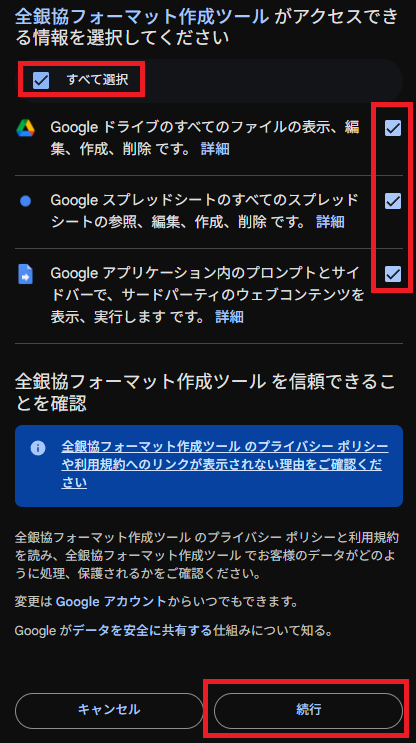 全銀協フォーマット作成ツール がアクセスでき
る情報を選択してください
すべて選択
Google ドライブのすべてのファイルの表示、編
集、作成、削除 です。 詳細
Google スプレッドシートのすべてのスプレッド
シートの参照、編集、作成、削除 です。 詳細
Google アプリケーション内のプロンプトとサイ
ドバーで、サードパーティのウェブコンテンツを
表示、実行します です。 詳細
全銀協フォーマット作成ツール を信頼できるこ
とを確認
全銀協フォーマット作成ツール のプライバシー ポリシー
や利用規約へのリンクが表示されない理由をご確認くだ
さい
全銀協フォーマット作成ツール のプライバシー ポリシーと利用規約
を読み、全銀協フォーマット作成ツール でお客様のデータがどのよ
うに処理、保護されるかをご確認ください。
変更は Google アカウントからいつでもできます。
Google がデータを安全に共有する仕組みについて知る。
キャンセル
続行